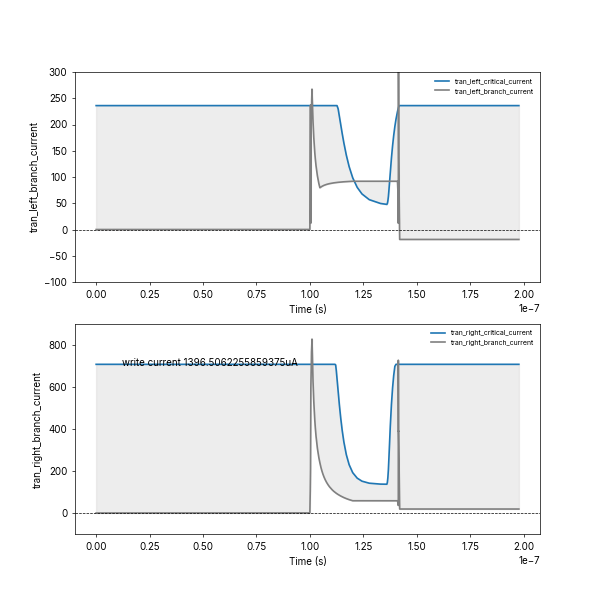 300
250
200
150
100
50
0
−50
−100
tran_left_branch_current
tran_left_critical_current
tran_left_branch_current
0.00 0.25 0.50 0.75 1.00 1.25 1.50 1.75 2.00
Time (s)
1e−7
800
600
400
200
0
tran_right_branch_current
write current 1396.5062255859375uA
tran_right_critical_current
tran_right_branch_current
0.00 0.25 0.50 0.75 1.00 1.25 1.50 1.75 2.00
Time (s)
1e−7